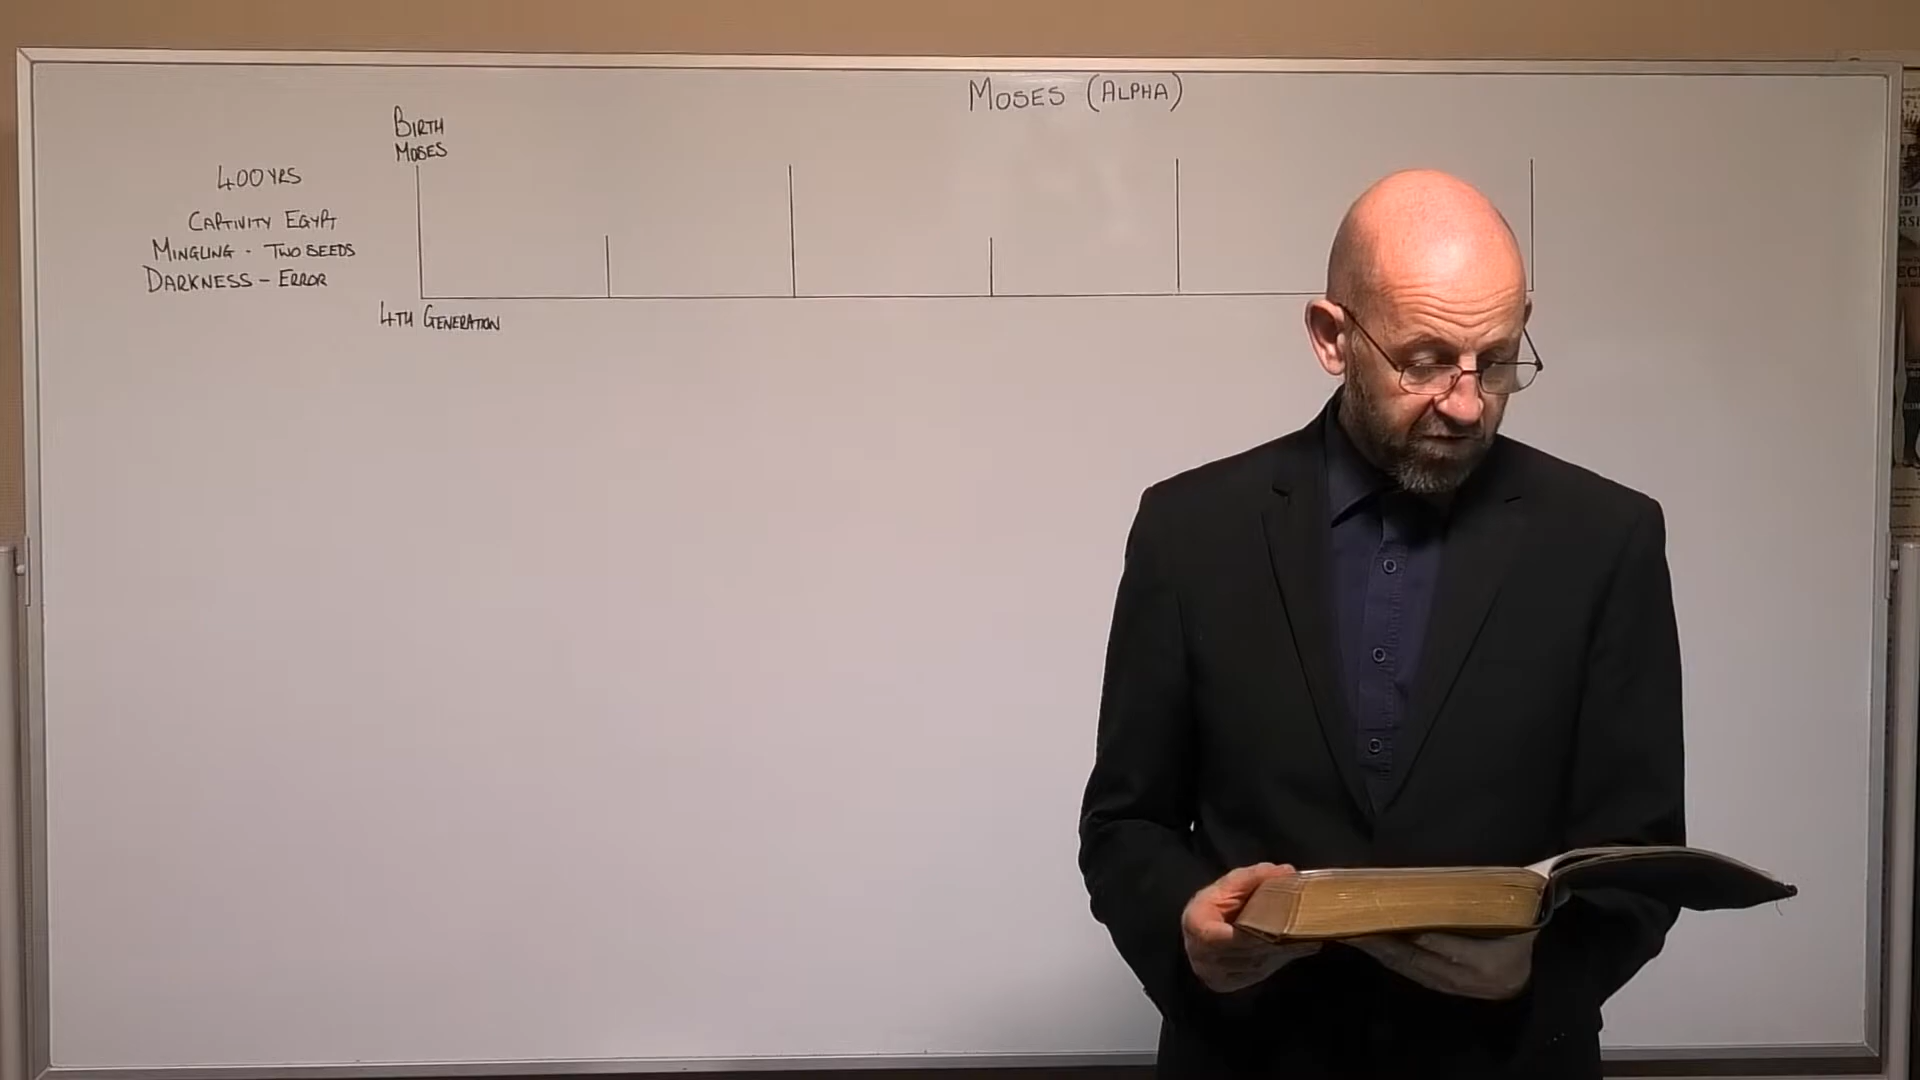 MOSES (ALPHA)
BIRTH
MOSES
400 YRS
CAPTIVITY EGYPT
MINGLING - TWO SEEDS
DARKNESS - ERROR
4TH GENERATION